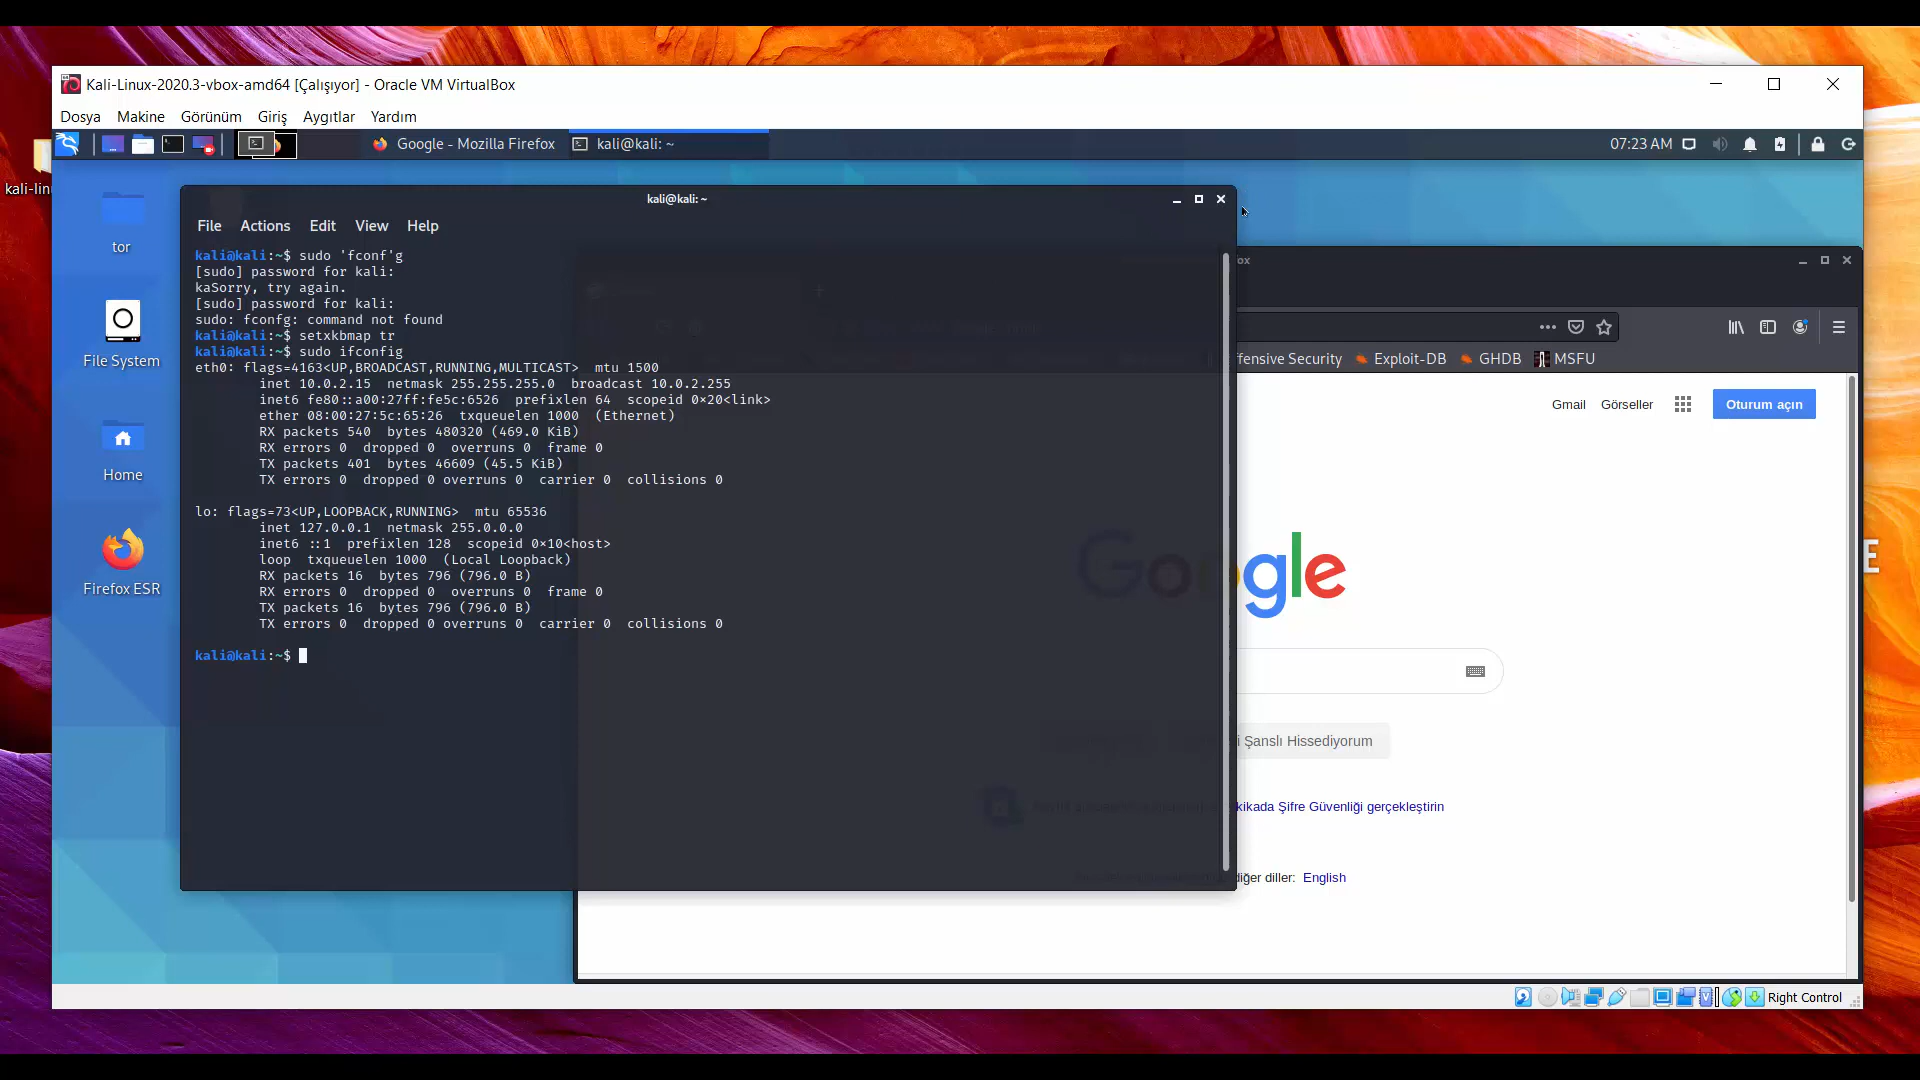 Kali-Linux-2020.3-vbox-amd64 [Çalışıyor] - Oracle VM VirtualBox
Dosya Makine Görünüm Giriş Aygıtlar Yardım
Google - Mozilla Firefox kali@kali: ~ 07:23 AM
kali@kali: ~
File Actions Edit View Help
kali@kali:~$ sudo 'fconf'g
[sudo] password for kali:
kaSorry, try again.
[sudo] password for kali:
sudo: fconfg: command not found
kali@kali:~$ setxkbmap tr
kali@kali:~$ sudo ifconfig
eth0: flags=4163<UP,BROADCAST,RUNNING,MULTICAST>  mtu 1500
        inet 10.0.2.15  netmask 255.255.255.0  broadcast 10.0.2.255
        inet6 fe80::a00:27ff:fe5c:6526  prefixlen 64  scopeid 0×20<link>
        ether 08:00:27:5c:65:26  txqueuelen 1000  (Ethernet)
        RX packets 540  bytes 480320 (469.0 KiB)
        RX errors 0  dropped 0  overruns 0  frame 0
        TX packets 401  bytes 46609 (45.5 KiB)
        TX errors 0  dropped 0 overruns 0  carrier 0  collisions 0
lo: flags=73<UP,LOOPBACK,RUNNING>  mtu 65536
        inet 127.0.0.1  netmask 255.0.0.0
        inet6 ::1  prefixlen 128  scopeid 0×10<host>
        loop  txqueuelen 1000  (Local Loopback)
        RX packets 16  bytes 796 (796.0 B)
        RX errors 0  dropped 0  overruns 0  frame 0
        TX packets 16  bytes 796 (796.0 B)
        TX errors 0  dropped 0 overruns 0  carrier 0  collisions 0
kali@kali:~$
kali-linu
tor
File System
Home
Firefox ESR
ox
ffensive Security Exploit-DB GHDB MSFU
Gmail Görseller Oturum açın
Google
i Şanslı Hissediyorum
kikada Şifre Güvenliği gerçekleştirin
diğer diller: English
E
Right Control